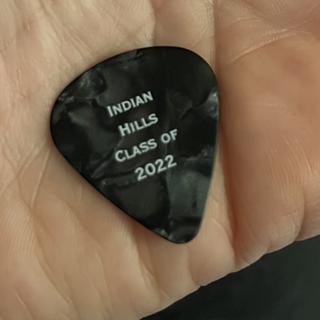 Indian
Hills
Class of
2022